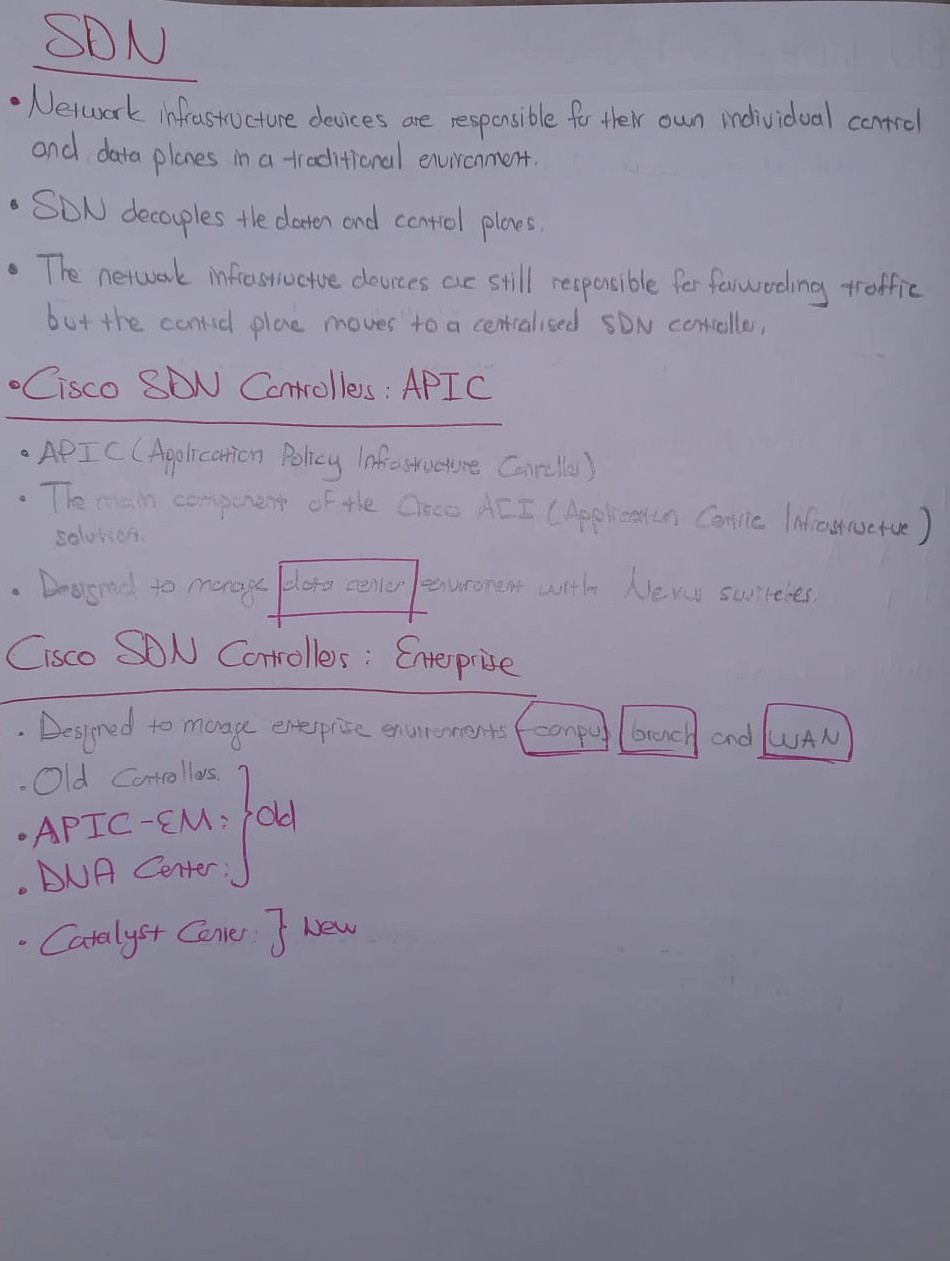 SDN
• Network infrastructure devices are responsible for their own individual control
and data planes in a traditional environment.
• SDN decouples the data and control planes.
• The network infrastructure devices are still responsible for forwarding traffic
but the control plane moves to a centralised SDN controller.
• Cisco SDN Controllers: APIC
• APIC (Application Policy Infrastructure Controller)
• The main component of the Cisco ACI (Application Centric Infrastructure)
solution.
• Designed to manage data center environment with Nexus switches.
Cisco SDN Controllers: Enterprise
• Designed to manage enterprise environments - campus branch and WAN
• Old Controllers.
• APIC-EM: } Old
• DNA Center:
• Catalyst Center: } New